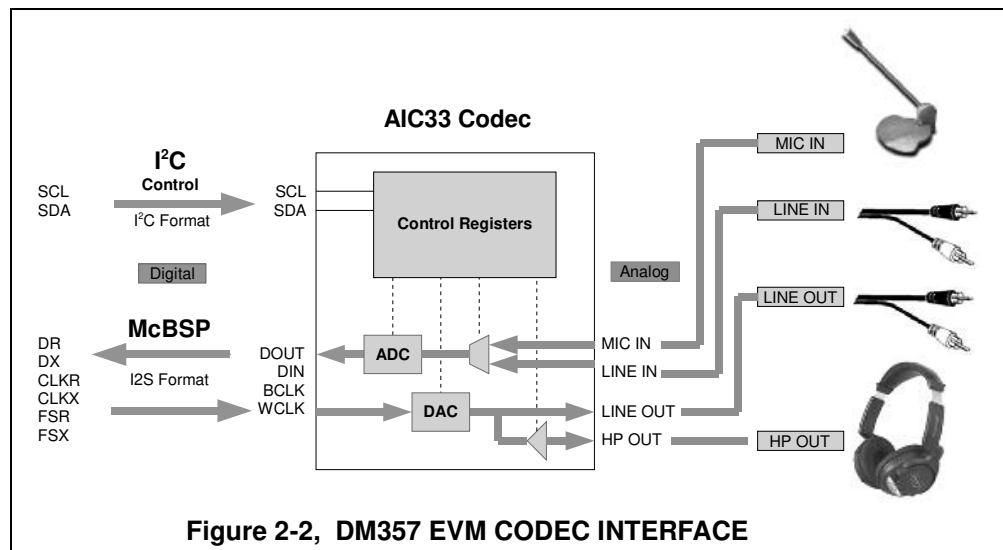 AIC33 Codec
I²C
Control
SCL
SDA
I²C Format
SCL
SDA
Control Registers
MIC IN
LINE IN
Digital
Analog
LINE OUT
McBSP
DR
DX
CLKR
CLKX
FSR
FSX
I2S Format
DOUT
DIN
BCLK
WCLK
ADC
DAC
MIC IN
LINE IN
LINE OUT
HP OUT
HP OUT
Figure 2-2, DM357 EVM CODEC INTERFACE